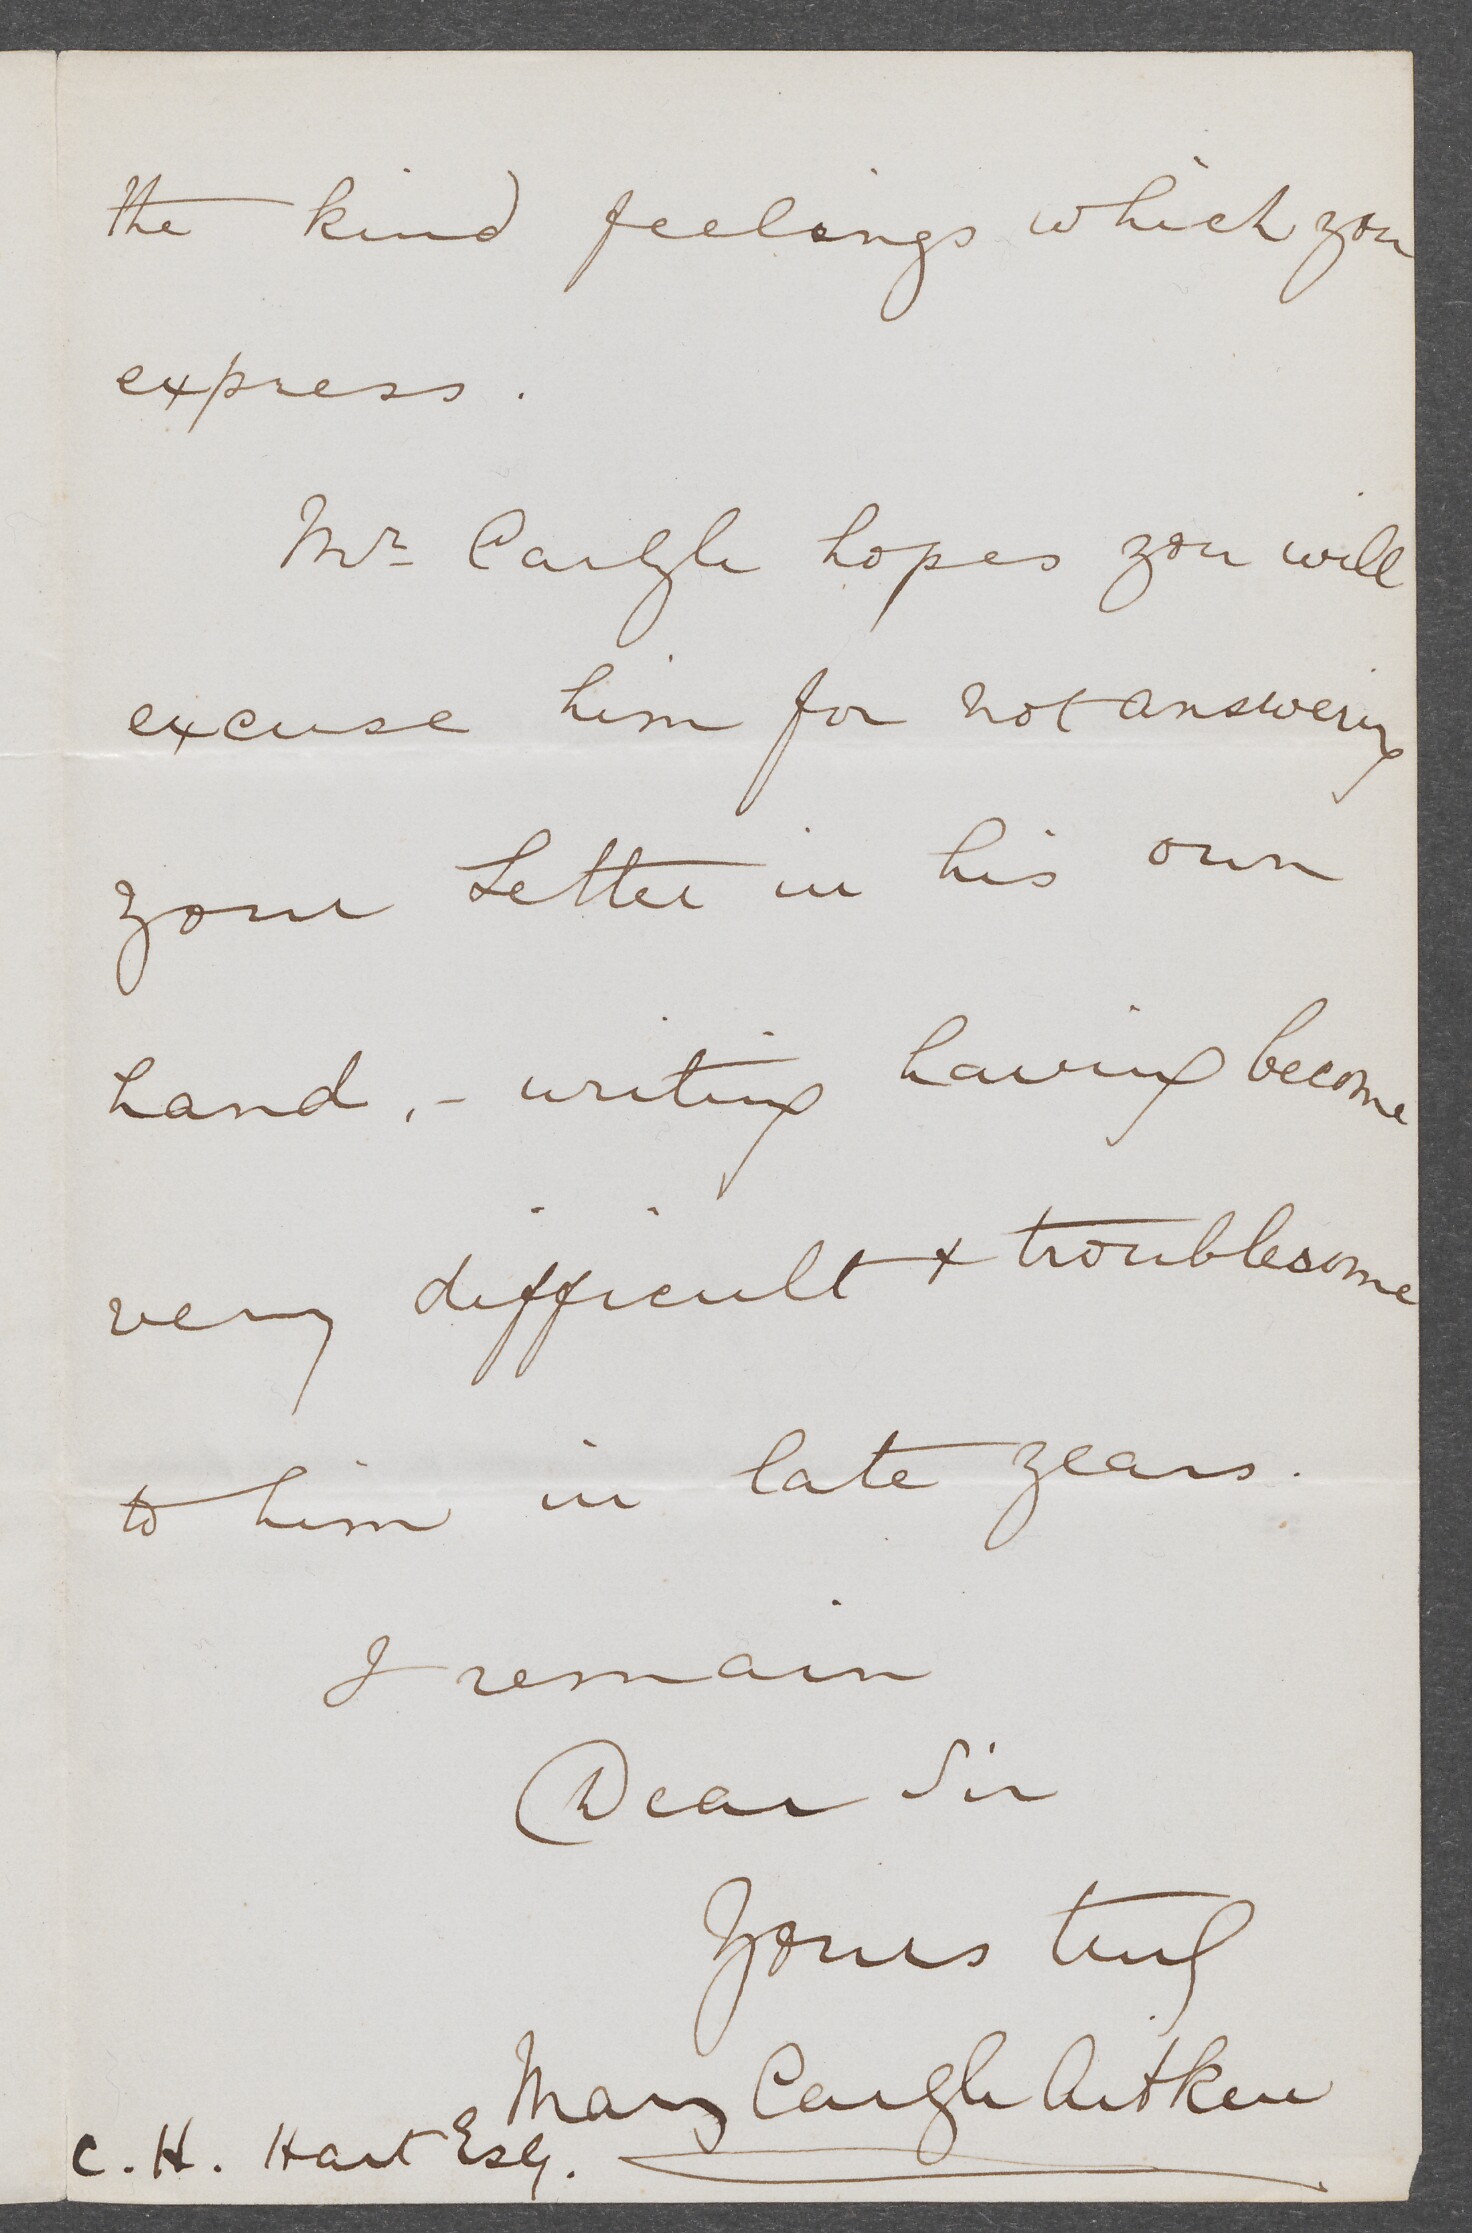 the kind feelings which you
express.
Mr. Carlyle hopes you will
excuse him for not answering
your Letter in his own
hand, - writing having become
very difficult & troublesome
to him in late years.
I remain
Dear Sir
Yours truly
Mary Carlyle Aitken
C. H. Hart Esq.